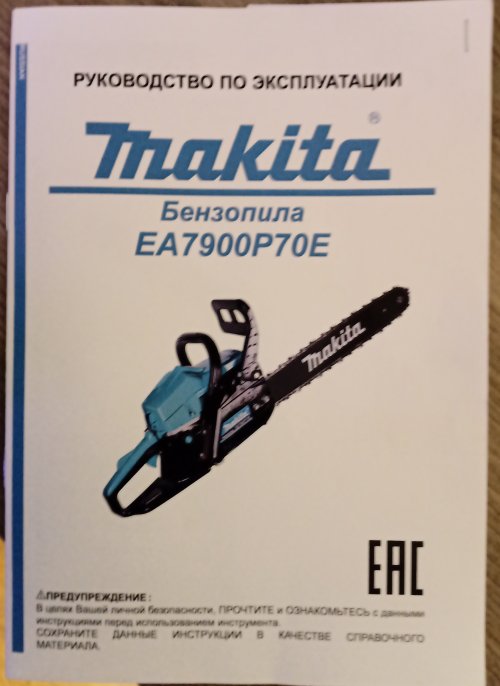 RUSSIAN
РУКОВОДСТВО ПО ЭКСПЛУАТАЦИИ
makita®
Бензопила
EA7900P70E
makita
EAC
⚠ПРЕДУПРЕЖДЕНИЕ:
В целях Вашей личной безопасности, ПРОЧТИТЕ и ОЗНАКОМЬТЕСЬ с данными
инструкциями перед использованием инструмента.
СОХРАНИТЕ ДАННЫЕ ИНСТРУКЦИИ В КАЧЕСТВЕ СПРАВОЧНОГО
МАТЕРИАЛА.